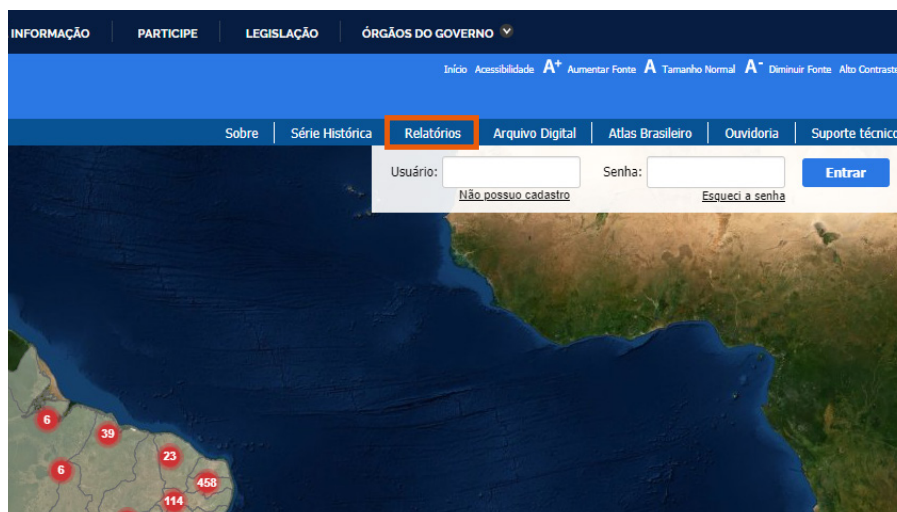 INFORMAÇÃO PARTICIPE LEGISLAÇÃO ÓRGÃOS DO GOVERNO
Início Acessibilidade A+ Aumentar Fonte A Tamanho Normal A- Diminuir Fonte Alto Contraste
Sobre Série Histórica Relatórios Arquivo Digital Atlas Brasileiro Ouvidoria Suporte técnico
Usuário: Senha: Entrar
Não possuo cadastro Esqueci a senha
6
39
23
6
458
114